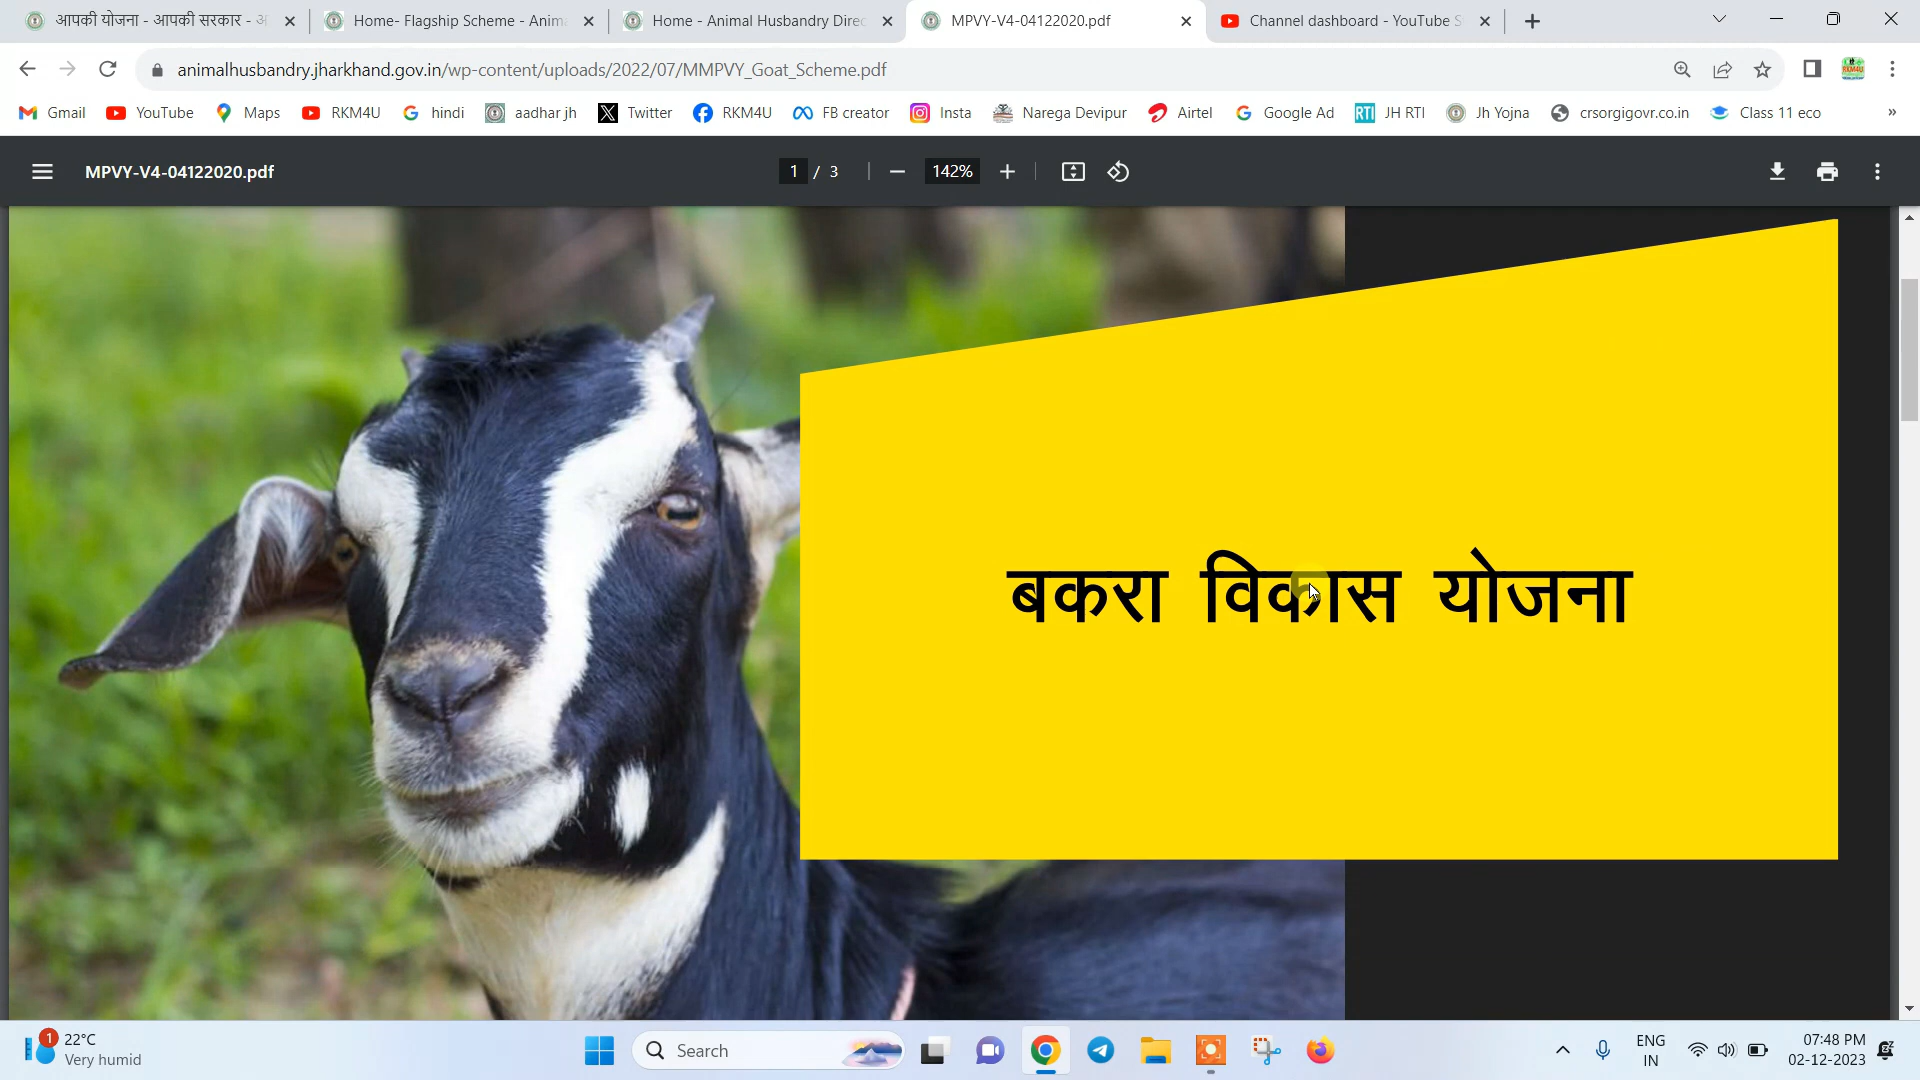 आपकी योजना - आपकी सरकार -
Home- Flagship Scheme - Anim
Home - Animal Husbandry Direc
MPVY-V4-04122020.pdf
Channel dashboard - YouTube S
animalhusbandry.jharkhand.gov.in/wp-content/uploads/2022/07/MMPVY_Goat_Scheme.pdf
Gmail YouTube Maps RKM4U hindi aadhar jh Twitter RKM4U FB creator Insta Narega Devipur Airtel Google Ad RTI JH RTI Jh Yojna crsorgigovr.co.in Class 11 eco »
MPVY-V4-04122020.pdf 1 / 3 142%
बकरा विकास योजना
1 22°C
Very humid
Search
ENG
IN
07:48 PM
02-12-2023